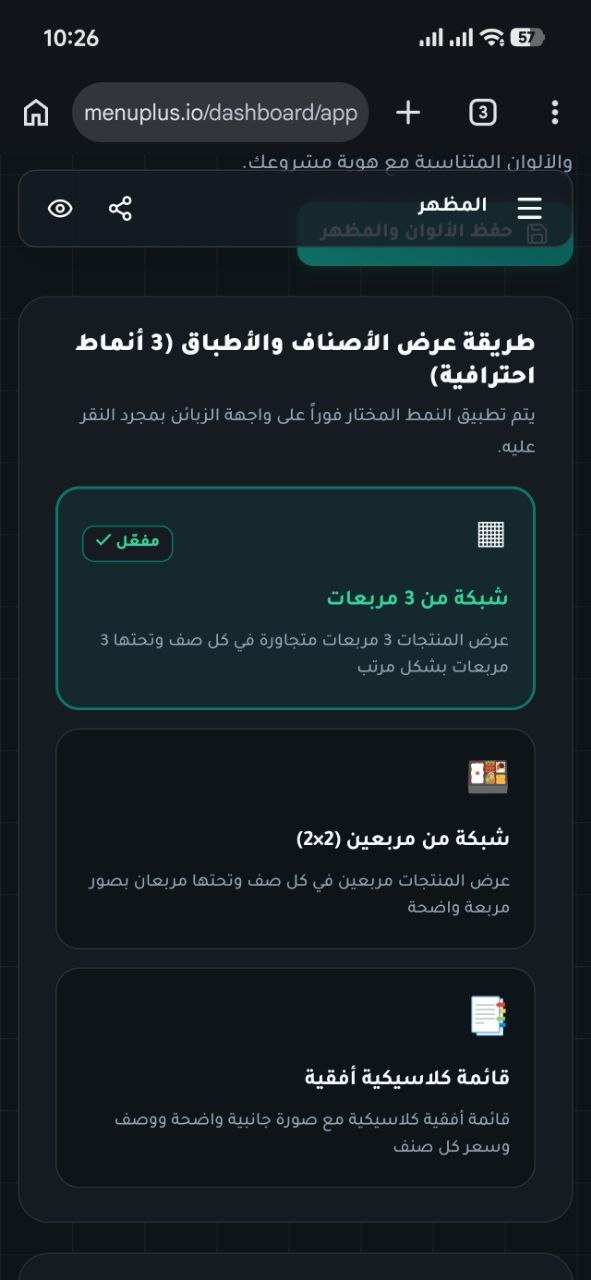 10:26
57
menuplus.io/dashboard/app
3
والألوان المتناسبة مع هوية مشروعك.
المظهر
حفظ الألوان والمظهر
طريقة عرض الأصناف والأطباق (3 أنماط
احترافية)
يتم تطبيق النمط المختار فوراً على واجهة الزبائن بمجرد النقر
عليه.
مفعّل ✓
شبكة من 3 مربعات
عرض المنتجات 3 مربعات متجاورة في كل صف وتحتها 3
مربعات بشكل مرتب
شبكة من مربعين (2×2)
عرض المنتجات مربعين في كل صف وتحتها مربعان بصور
مربعة واضحة
قائمة كلاسيكية أفقية
قائمة أفقية كلاسيكية مع صورة جانبية واضحة ووصف
وسعر كل صنف